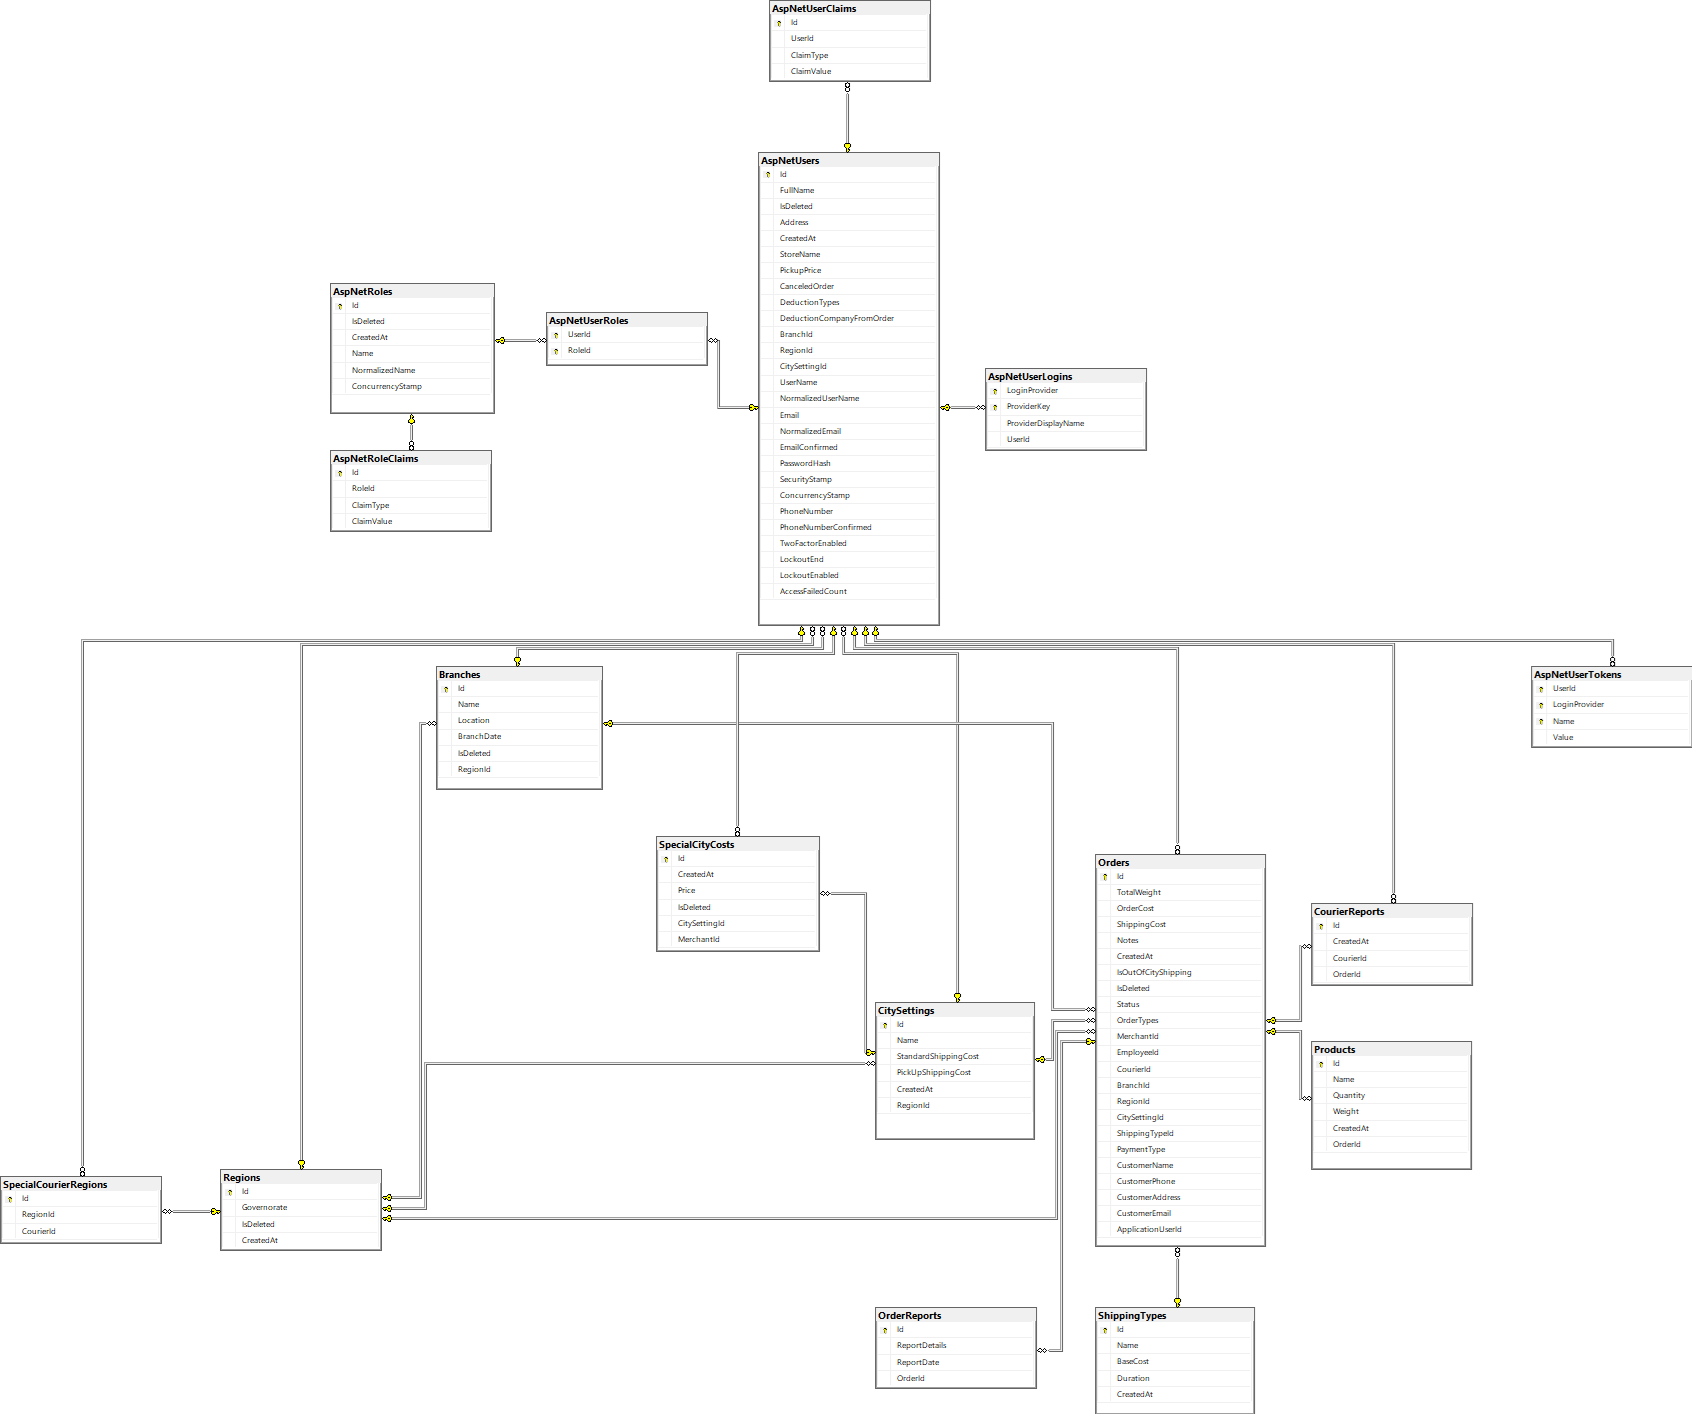 AspNetUserClaims
Id
UserId
ClaimType
ClaimValue
AspNetUsers
Id
FullName
IsDeleted
Address
CreatedAt
StoreName
PickupPrice
CanceledOrder
DeductionTypes
DeductionCompanyFromOrder
BranchId
RegionId
CitySettingId
UserName
NormalizedUserName
Email
NormalizedEmail
EmailConfirmed
PasswordHash
SecurityStamp
ConcurrencyStamp
PhoneNumber
PhoneNumberConfirmed
TwoFactorEnabled
LockoutEnd
LockoutEnabled
AccessFailedCount
AspNetRoles
Id
IsDeleted
CreatedAt
Name
NormalizedName
ConcurrencyStamp
AspNetUserRoles
UserId
RoleId
AspNetUserLogins
LoginProvider
ProviderKey
ProviderDisplayName
UserId
AspNetRoleClaims
Id
RoleId
ClaimType
ClaimValue
Branches
Id
Name
Location
BranchDate
IsDeleted
RegionId
AspNetUserTokens
UserId
LoginProvider
Name
Value
SpecialCityCosts
Id
CreatedAt
Price
IsDeleted
CitySettingId
MerchantId
Orders
Id
TotalWeight
OrderCost
ShippingCost
Notes
CreatedAt
IsOutOfCityShipping
IsDeleted
Status
OrderTypes
MerchantId
EmployeeId
CourierId
BranchId
RegionId
CitySettingId
ShippingTypeId
PaymentType
CustomerName
CustomerPhone
CustomerAddress
CustomerEmail
ApplicationUserId
CourierReports
Id
CreatedAt
CourierId
OrderId
CitySettings
Id
Name
StandardShippingCost
PickUpShippingCost
CreatedAt
RegionId
Products
Id
Name
Quantity
Weight
CreatedAt
OrderId
SpecialCourierRegions
Id
RegionId
CourierId
Regions
Id
Governorate
IsDeleted
CreatedAt
OrderReports
Id
ReportDetails
ReportDate
OrderId
ShippingTypes
Id
Name
BaseCost
Duration
CreatedAt